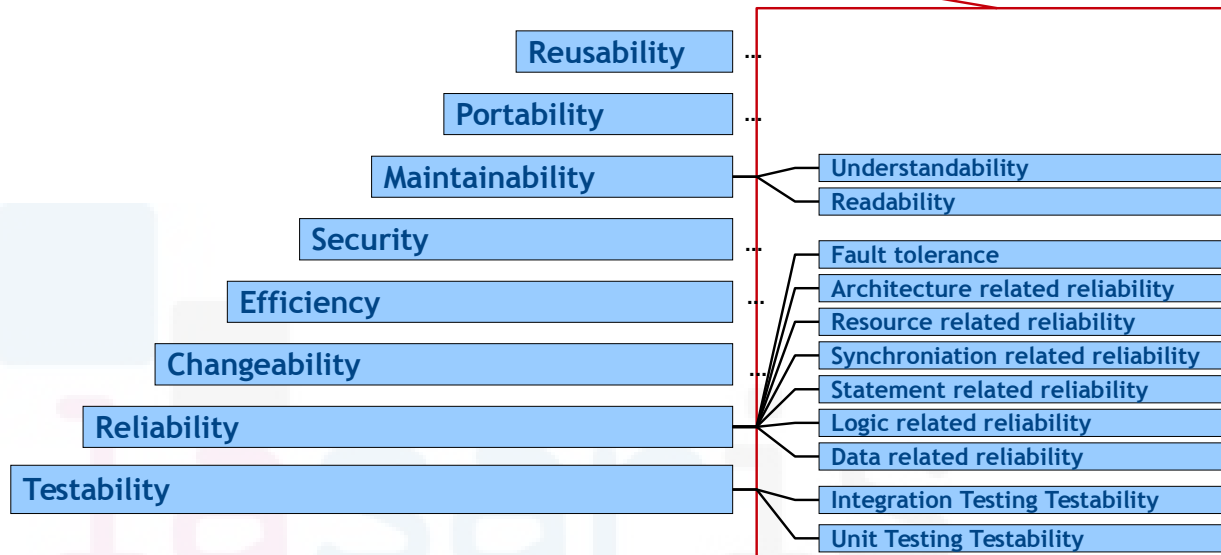 Reusability ...
Portability ...
Maintainability
Understandability
Readability
Security ...
Efficiency ...
Changeability ...
Reliability
Fault tolerance
Architecture related reliability
Resource related reliability
Synchroniation related reliability
Statement related reliability
Logic related reliability
Data related reliability
Testability
Integration Testing Testability
Unit Testing Testability